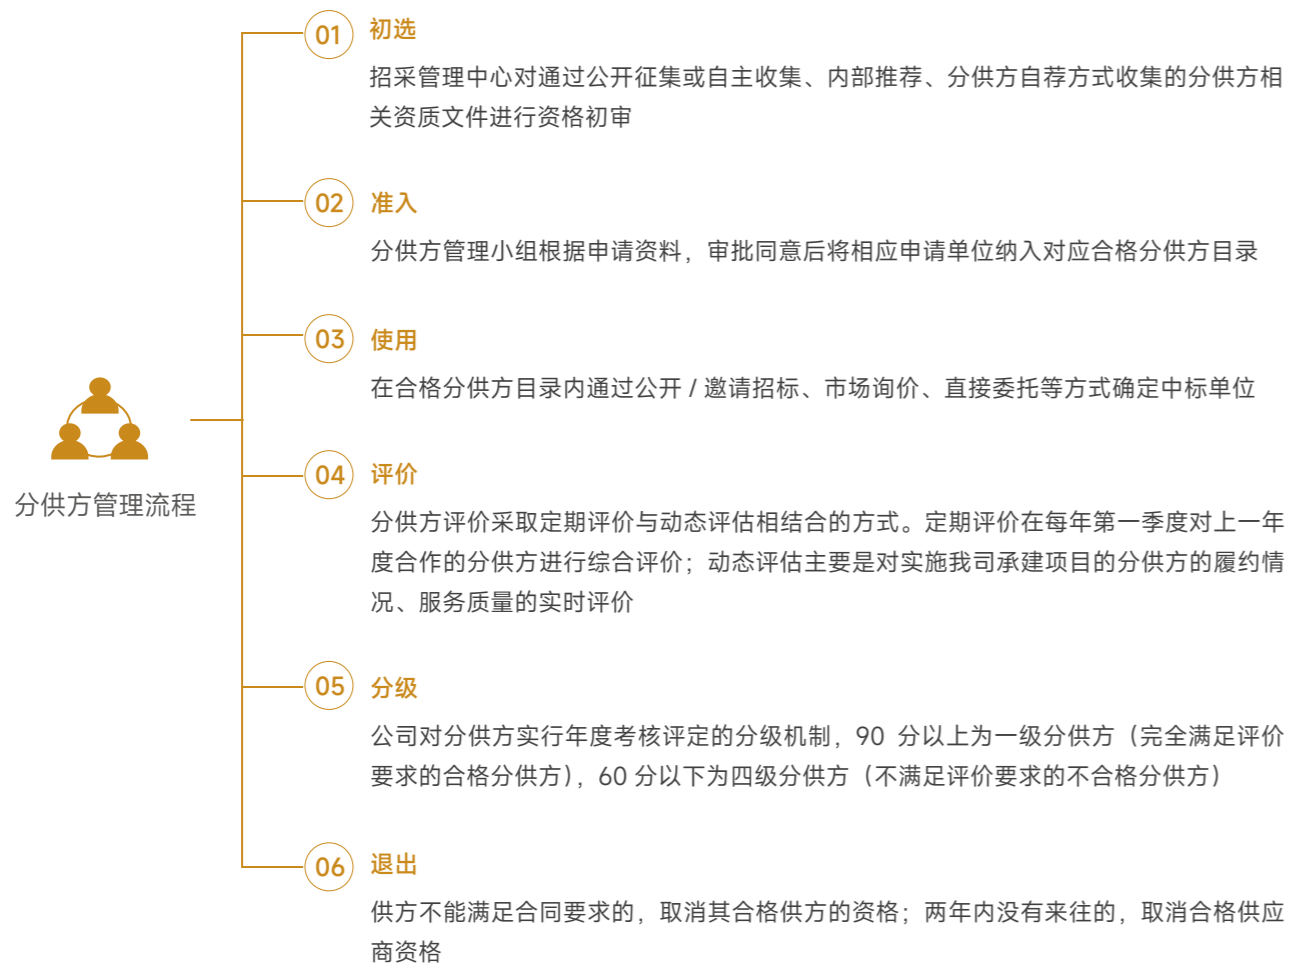 01 初选
招采管理中心对通过公开征集或自主收集、内部推荐、分供方自荐方式收集的分供方相
关资质文件进行资格初审
02 准入
分供方管理小组根据申请资料，审批同意后将相应申请单位纳入对应合格分供方目录
03 使用
在合格分供方目录内通过公开 / 邀请招标、市场询价、直接委托等方式确定中标单位
分供方管理流程
04 评价
分供方评价采取定期评价与动态评估相结合的方式。定期评价在每年第一季度对上一年
度合作的分供方进行综合评价；动态评估主要是对实施我司承建项目的分供方的履约情
况、服务质量的实时评价
05 分级
公司对分供方实行年度考核评定的分级机制，90 分以上为一级分供方（完全满足评价
要求的合格分供方），60 分以下为四级分供方（不满足评价要求的不合格分供方）
06 退出
供方不能满足合同要求的，取消其合格供方的资格；两年内没有来往的，取消合格供应
商资格